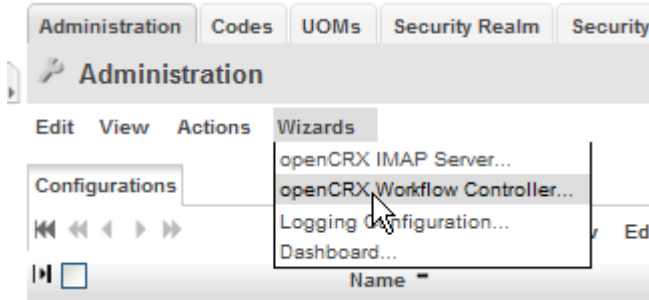 Administration Codes UOMs Security Realm Security
Administration
Edit View Actions Wizards
openCRX IMAP Server...
openCRX Workflow Controller...
Configurations
Logging Configuration...
Dashboard...
Ed
Name